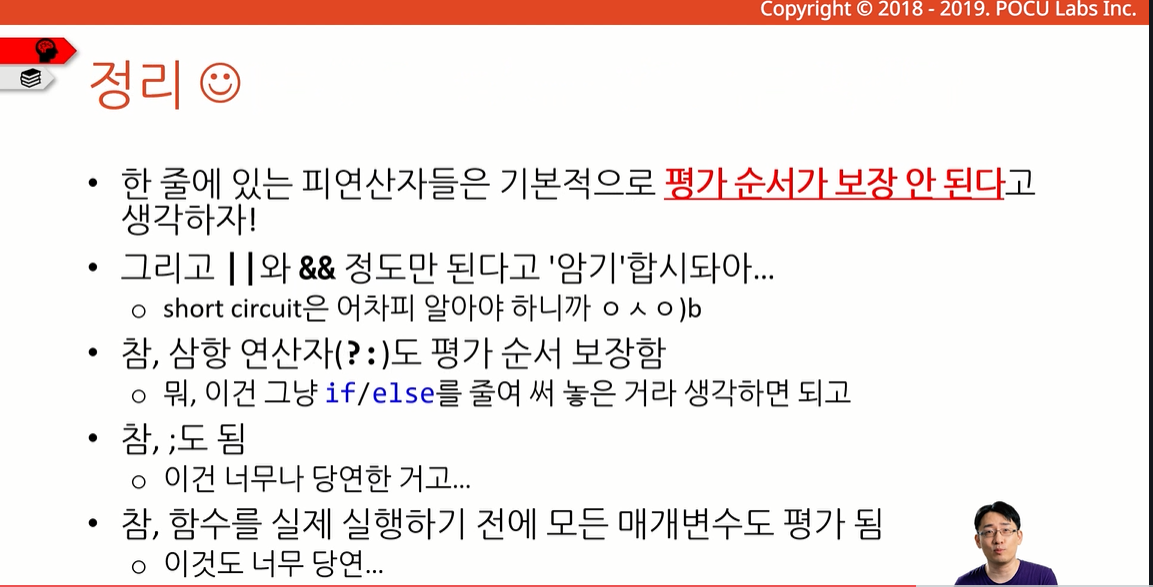 Copyright © 2018 - 2019. POCU Labs Inc.
정리 ☺
• 한 줄에 있는 피연산자들은 기본적으로 평가 순서가 보장 안 된다고
생각하자!
• 그리고 ||와 && 정도만 된다고 '암기'합시돠아...
○ short circuit은 어차피 알아야 하니까 ㅇㅅㅇ)b
• 참, 삼항 연산자(?:)도 평가 순서 보장함
○ 뭐, 이건 그냥 if/else를 줄여 써 놓은 거라 생각하면 되고
• 참, ;도 됨
○ 이건 너무나 당연한 거고...
• 참, 함수를 실제 실행하기 전에 모든 매개변수도 평가 됨
○ 이것도 너무 당연...